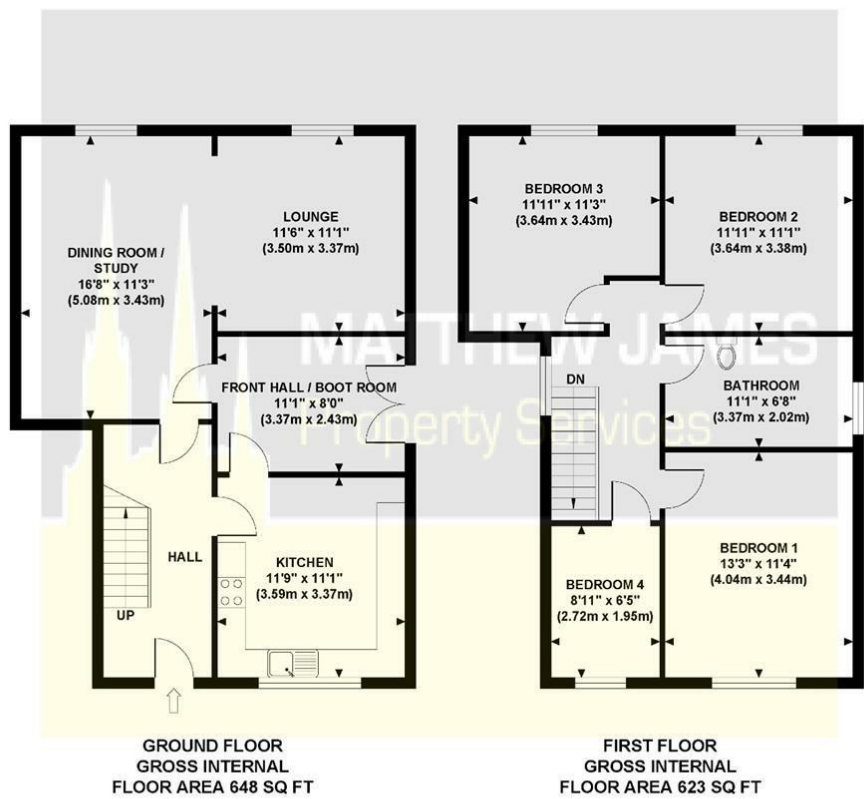 DINING ROOM /
STUDY
16'8" x 11'3"
(5.08m x 3.43m)
LOUNGE
11'6" x 11'1"
(3.50m x 3.37m)
FRONT HALL / BOOT ROOM
11'1" x 8'0"
(3.37m x 2.43m)
HALL
UP
KITCHEN
11'9" x 11'1"
(3.59m x 3.37m)
GROUND FLOOR
GROSS INTERNAL
FLOOR AREA 648 SQ FT
BEDROOM 3
11'11" x 11'3"
(3.64m x 3.43m)
BEDROOM 2
11'11" x 11'1"
(3.64m x 3.38m)
DN
BATHROOM
11'1" x 6'8"
(3.37m x 2.02m)
BEDROOM 4
8'11" x 6'5"
(2.72m x 1.95m)
BEDROOM 1
13'3" x 11'4"
(4.04m x 3.44m)
FIRST FLOOR
GROSS INTERNAL
FLOOR AREA 623 SQ FT
MATTHEW JAMES
Property Services